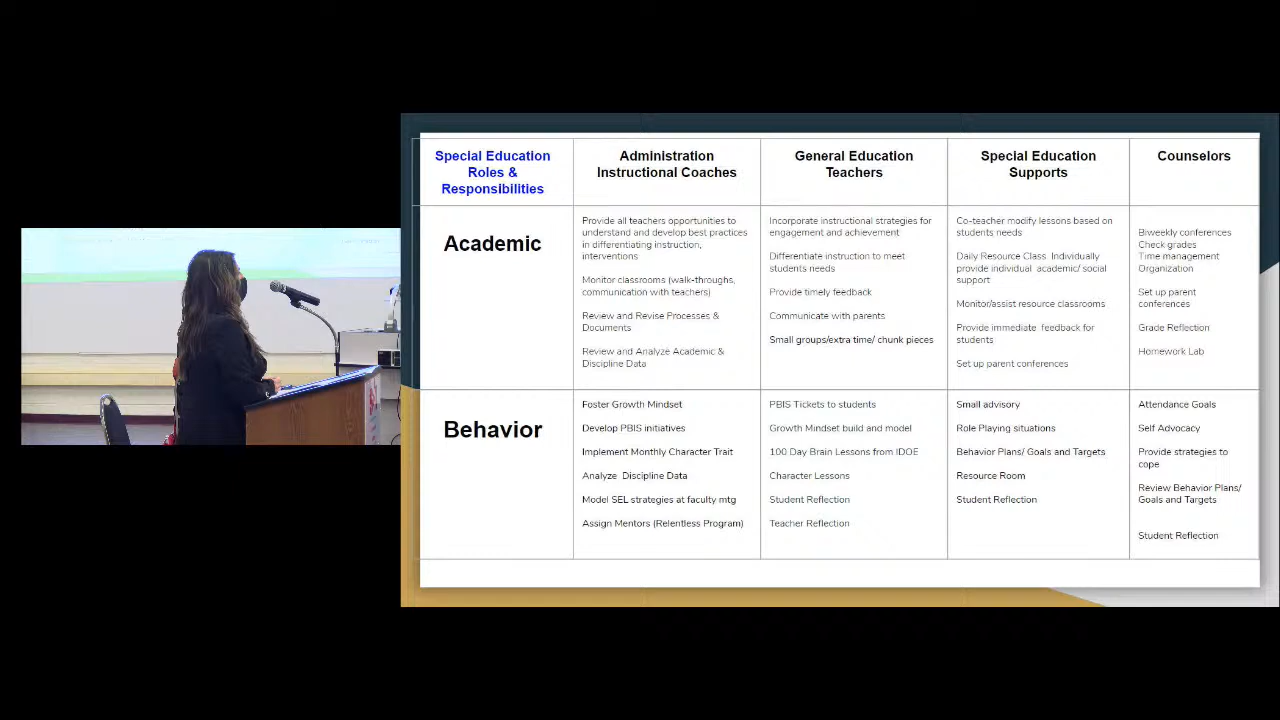 Special Education
Roles &
Responsibilities
Administration
Instructional Coaches
General Education
Teachers
Special Education
Supports
Counselors
Academic
Provide all teachers opportunities to
understand and develop best practices
in differentiating instruction,
interventions
Monitor classrooms (walk-throughs,
communication with teachers)
Review and Revise Processes &
Documents
Review and Analyze Academic &
Discipline Data
Incorporate instructional strategies for
engagement and achievement
Differentiate instruction to meet
students needs
Provide timely feedback
Communicate with parents
Small groups/extra time/ chunk pieces
Co-teacher modify lessons based on
students needs
Daily Resource Class Individually
provide individual academic/ social
support
Monitor/assist resource classrooms
Provide immediate feedback for
students
Set up parent conferences
Biweekly conferences
Check grades
Time management
Organization
Set up parent
conferences
Grade Reflection
Homework Lab
Behavior
Foster Growth Mindset
Develop PBIS initiatives
Implement Monthly Character Trait
Analyze Discipline Data
Model SEL strategies at faculty mtg
Assign Mentors (Relentless Program)
PBIS Tickets to students
Growth Mindset build and model
100 Day Brain Lessons from IDOE
Character Lessons
Student Reflection
Teacher Reflection
Small advisory
Role Playing situations
Behavior Plans/ Goals and Targets
Resource Room
Student Reflection
Attendance Goals
Self Advocacy
Provide strategies to
cope
Review Behavior Plans/
Goals and Targets
Student Reflection